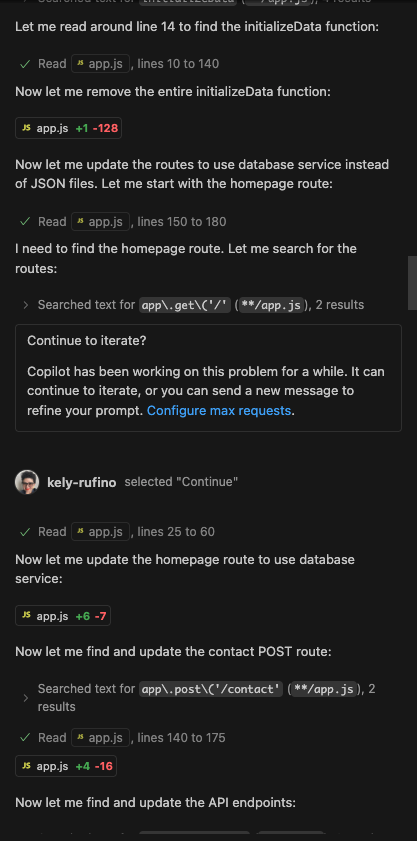 Let me read around line 14 to find the initializeData function:
Read JS app.js, lines 10 to 140
Now let me remove the entire initializeData function:
JS app.js +1 -128
Now let me update the routes to use database service instead
of JSON files. Let me start with the homepage route:
Read JS app.js, lines 150 to 180
I need to find the homepage route. Let me search for the
routes:
Searched text for app\.get\('/' (**/app.js), 2 results
Continue to iterate?
Copilot has been working on this problem for a while. It can
continue to iterate, or you can send a new message to
refine your prompt. Configure max requests.
kely-rufino selected "Continue"
Read JS app.js, lines 25 to 60
Now let me update the homepage route to use database
service:
JS app.js +6 -7
Now let me find and update the contact POST route:
Searched text for app\.post\('/contact' (**/app.js), 2
results
Read JS app.js, lines 140 to 175
JS app.js +4 -16
Now let me find and update the API endpoints: